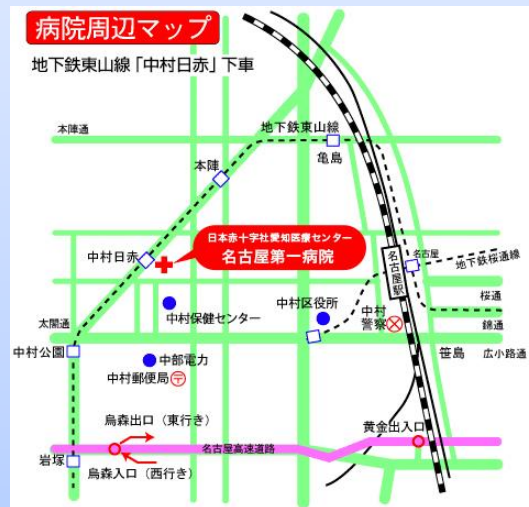 病院周辺マップ
地下鉄東山線「中村日赤」下車
本陣通
地下鉄東山線
亀島
本陣
日本赤十字社愛知医療センター
名古屋第一病院
中村日赤
名古屋
名古屋駅
地下鉄桜通線
中村保健センター
中村区役所
中村
警察
桜通
太閤通
錦通
中村公園
中部電力
笹島
広小路通
中村郵便局
烏森出口（東行き）
黄金出入口
名古屋高速道路
岩塚
烏森入口（西行き）